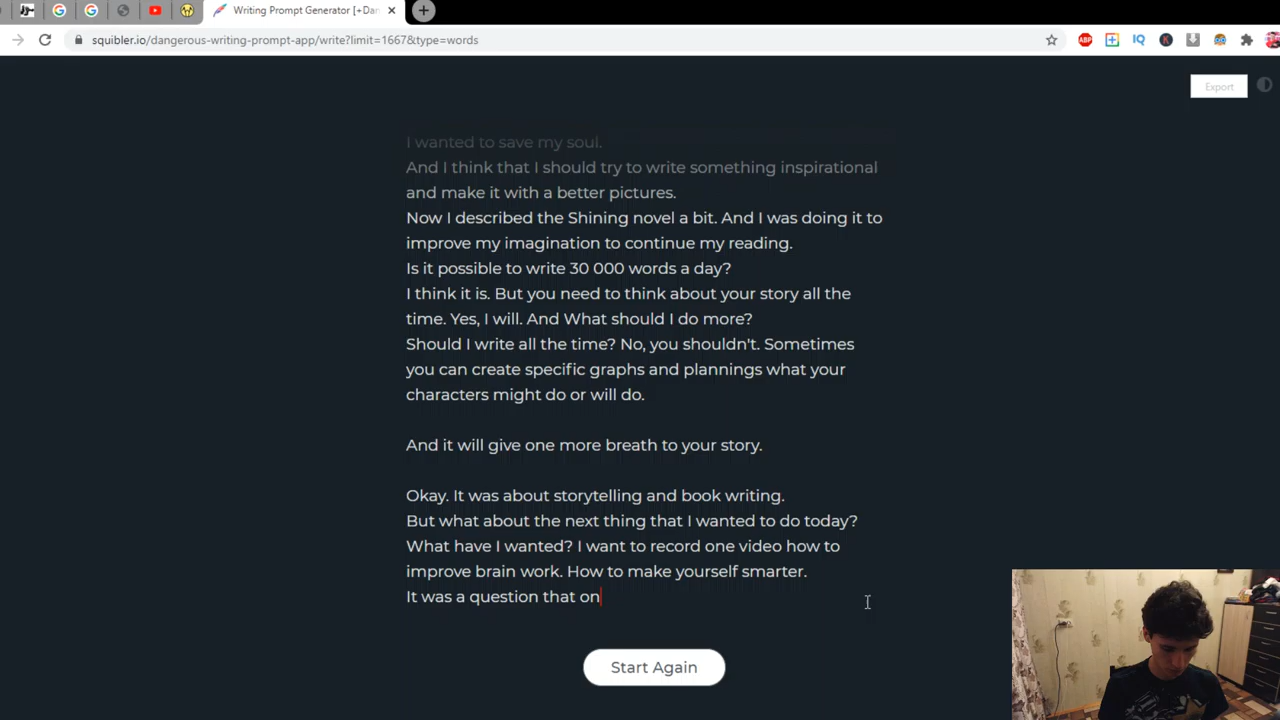 Writing Prompt Generator [+Dan
squibler.io/dangerous-writing-prompt-app/write?limit=1667&type=words
ABP
IQ
K
Export
I wanted to save my soul.
And I think that I should try to write something inspirational
and make it with a better pictures.
Now I described the Shining novel a bit. And I was doing it to
improve my imagination to continue my reading.
Is it possible to write 30 000 words a day?
I think it is. But you need to think about your story all the
time. Yes, I will. And What should I do more?
Should I write all the time? No, you shouldn't. Sometimes
you can create specific graphs and plannings what your
characters might do or will do.
And it will give one more breath to your story.
Okay. It was about storytelling and book writing.
But what about the next thing that I wanted to do today?
What have I wanted? I want to record one video how to
improve brain work. How to make yourself smarter.
It was a question that on
Start Again